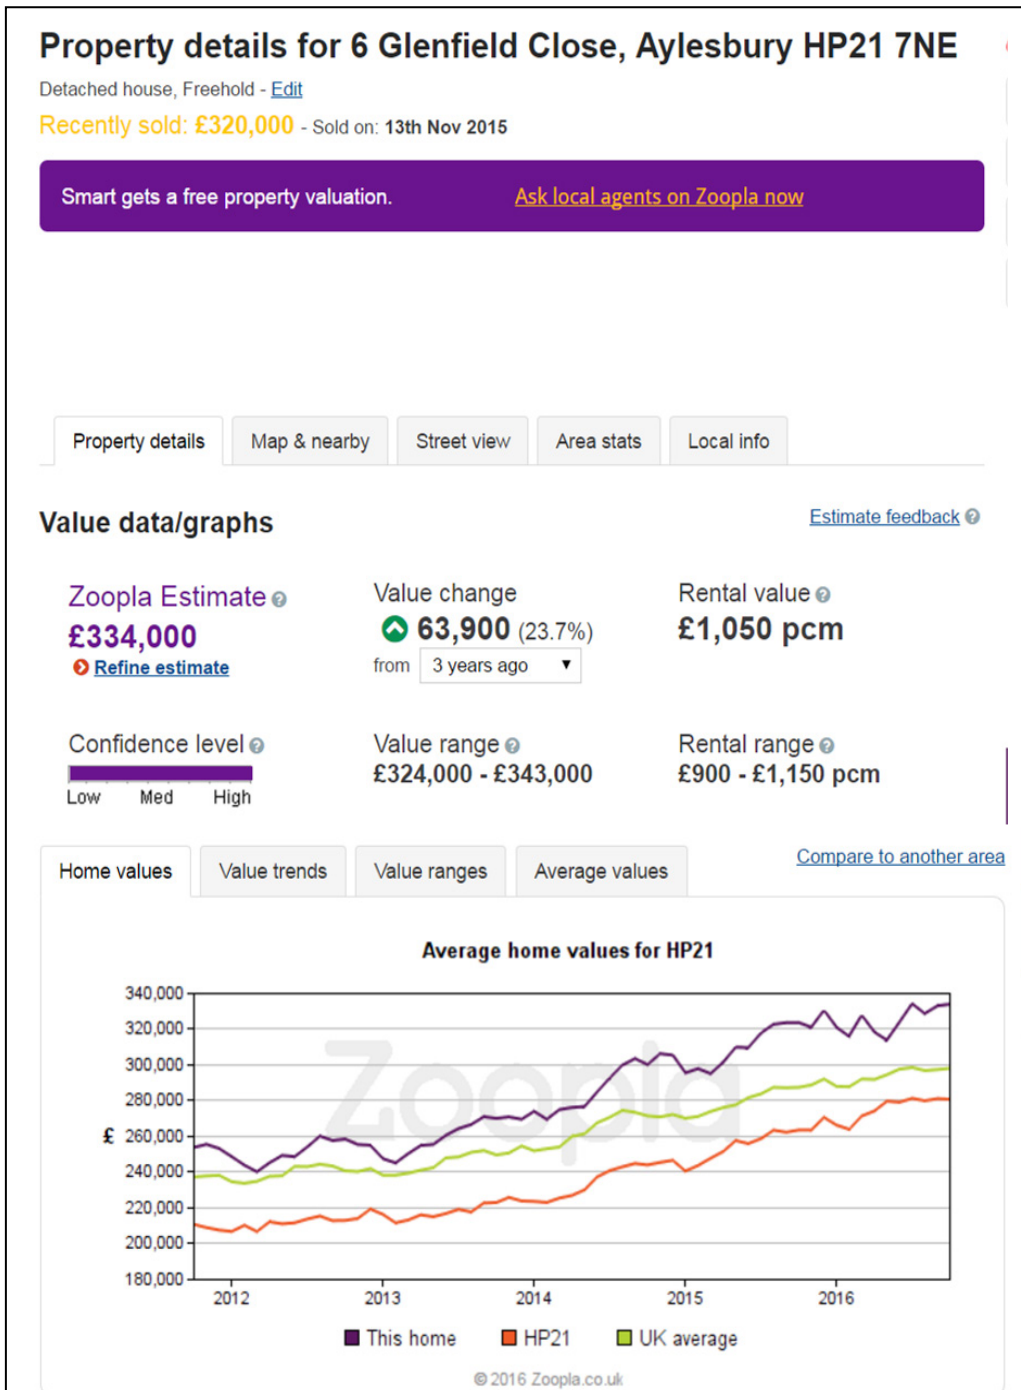 Property details for 6 Glenfield Close, Aylesbury HP21 7NE
Detached house, Freehold - Edit
Recently sold: £320,000 - Sold on: 13th Nov 2015
Smart gets a free property valuation. Ask local agents on Zoopla now
Property details Map & nearby Street view Area stats Local info
Value data/graphs Estimate feedback ?
Zoopla Estimate ? Value change Rental value ?
£334,000 63,900 (23.7%) £1,050 pcm
Refine estimate from 3 years ago
Confidence level ? Value range ? Rental range ?
£324,000 - £343,000 £900 - £1,150 pcm
Low Med High
Home values Value trends Value ranges Average values Compare to another area
Average home values for HP21
Zoopla
340,000
320,000
300,000
280,000
£ 260,000
240,000
220,000
200,000
180,000
2012 2013 2014 2015 2016
This home HP21 UK average
© 2016 Zoopla.co.uk